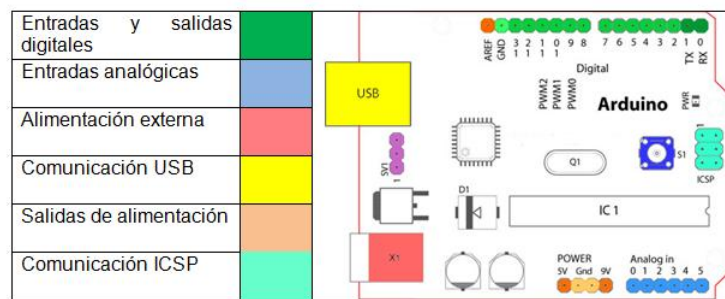 Entradas y salidas
digitales
Entradas analógicas
Alimentación externa
Comunicación USB
Salidas de alimentación
Comunicación ICSP
AREF
GND
13
12
11
10
9
8
7
6
5
4
3
2
1
0
TX
RX
Digital
USB
PWM2
PWM1
PWM0
Arduino
PWR
SV1
1
Q1
S1
1
ICSP
D1
IC 1
X1
POWER
5V Gnd 9V
Analog in
0 1 2 3 4 5